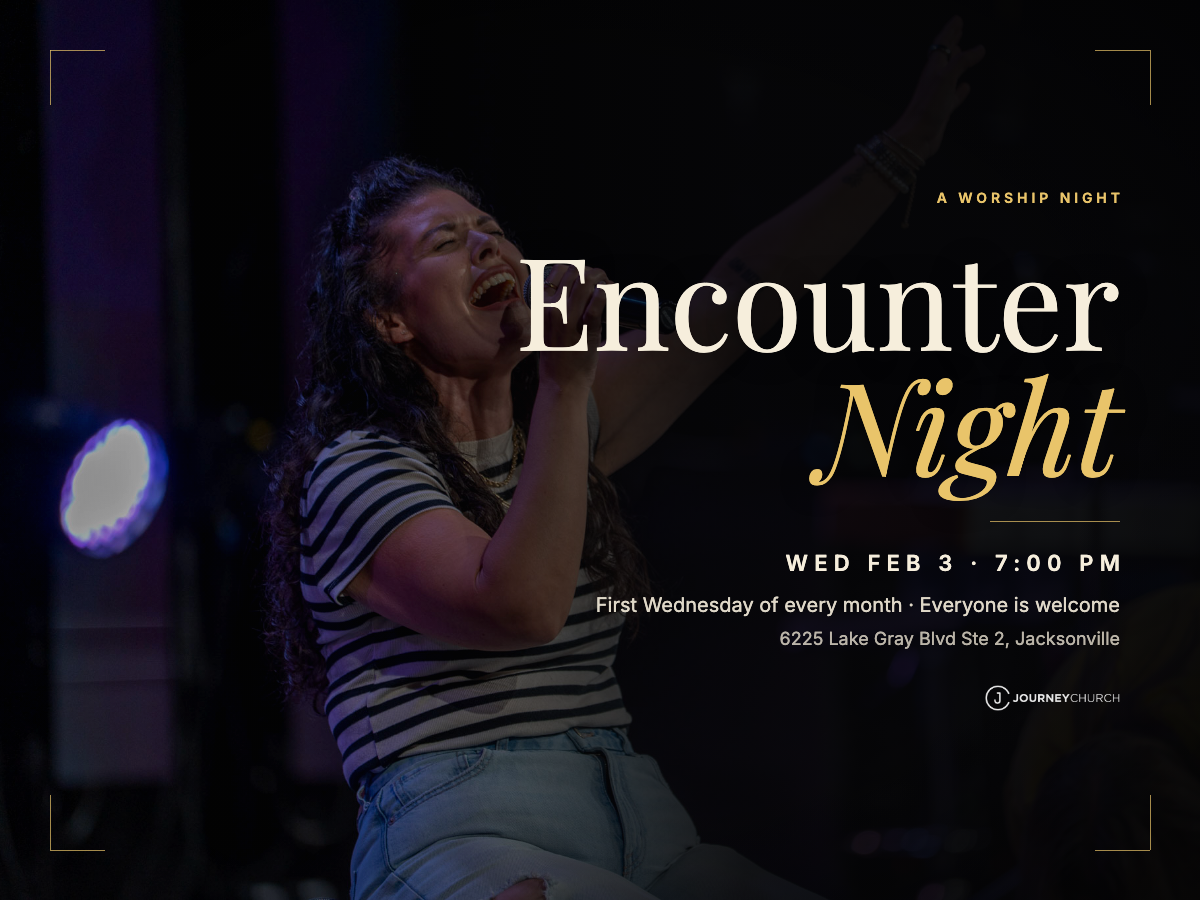 A WORSHIP NIGHT
Encounter
Night
WED FEB 3 · 7:00 PM
First Wednesday of every month · Everyone is welcome
6225 Lake Gray Blvd Ste 2, Jacksonville
J JOURNEYCHURCH